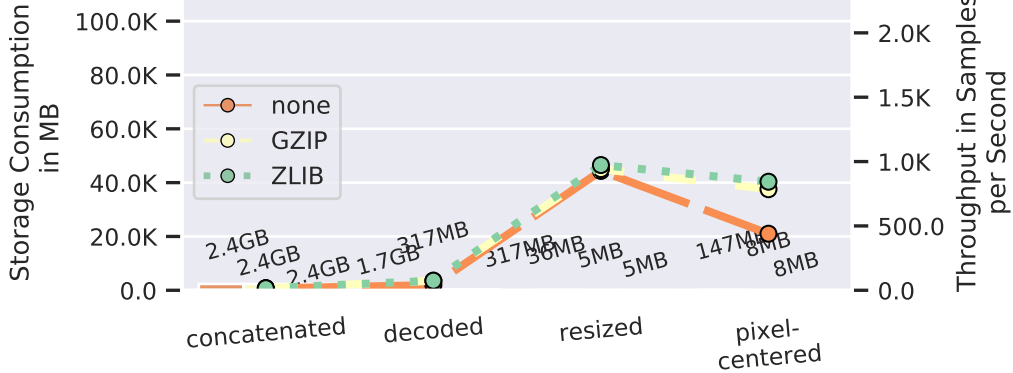 Storage Consumption
in MB
100.0K
80.0K
60.0K
40.0K
20.0K
0.0
none
GZIP
ZLIB
2.4GB
2.4GB
2.4GB
1.7GB
317MB
317MB
36MB
5MB
5MB
147MB
8MB
8MB
concatenated
decoded
resized
pixel-
centered
2.0K
1.5K
1.0K
500.0
0.0
Throughput in Samples
per Second